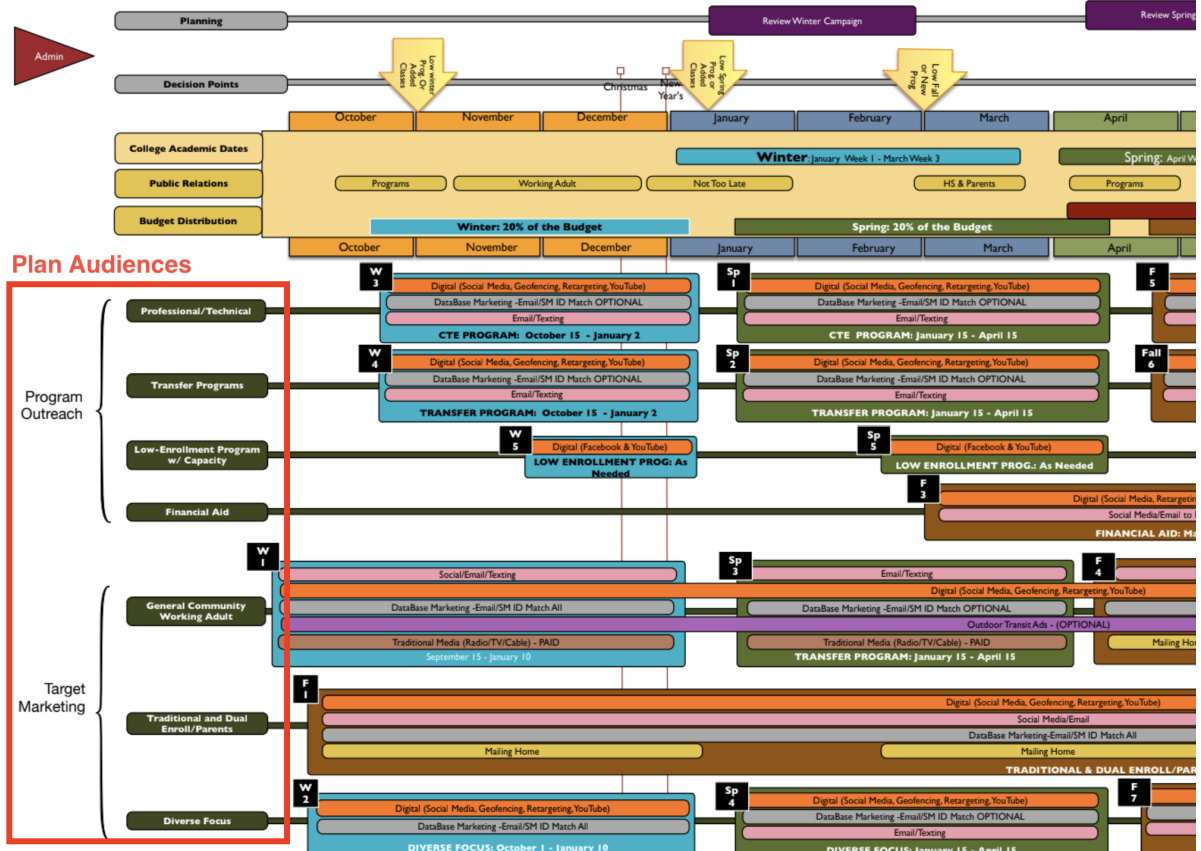 Planning
Review Winter Campaign
Review Spring
Admin
Low winter Prog. Or Added Classes
Low Spring Prog. or Added Classes
Low Fall or New Prog
Decision Points
Christmas
New Year's
October
November
December
January
February
March
April
College Academic Dates
Winter: January Week 1 - March Week 3
Spring: April W
Public Relations
Programs
Working Adult
Not Too Late
HS & Parents
Programs
Budget Distribution
Winter: 20% of the Budget
Spring: 20% of the Budget
October
November
December
January
February
March
April
Plan Audiences
Program Outreach
Professional/Technical
W 3
Digital (Social Media, Geofencing, Retargeting, YouTube)
DataBase Marketing -Email/SM ID Match OPTIONAL
Email/Texting
CTE PROGRAM: October 15 - January 2
Sp 1
Digital (Social Media, Geofencing, Retargeting, YouTube)
DataBase Marketing -Email/SM ID Match OPTIONAL
Email/Texting
CTE PROGRAM: January 15 - April 15
F 5
Transfer Programs
W 4
Digital (Social Media, Geofencing, Retargeting, YouTube)
DataBase Marketing -Email/SM ID Match OPTIONAL
Email/Texting
TRANSFER PROGRAM: October 15 - January 2
Sp 2
Digital (Social Media, Geofencing, Retargeting, YouTube)
DataBase Marketing -Email/SM ID Match OPTIONAL
Email/Texting
TRANSFER PROGRAM: January 15 - April 15
Fall 6
Low-Enrollment Program
w/ Capacity
W 5
Digital (Facebook & YouTube)
LOW ENROLLMENT PROG: As
Needed
Sp 5
Digital (Facebook & YouTube)
LOW ENROLLMENT PROG.: As Needed
Financial Aid
F 3
Digital (Social Media, Retargetin
Social Media/Email to
FINANCIAL AID: Ma
Target Marketing
General Community
Working Adult
W 1
Social/Email/Texting
Sp 3
Email/Texting
F 4
Digital (Social Media, Geofencing, Retargeting, YouTube)
DataBase Marketing -Email/SM ID Match All
DataBase Marketing -Email/SM ID Match OPTIONAL
Outdoor Transit Ads - (OPTIONAL)
Traditional Media (Radio/TV/Cable) - PAID
Traditional Media (Radio/TV/Cable) - PAID
Mailing Ho
September 15 - January 10
TRANSFER PROGRAM: January 15 - April 15
Traditional and Dual
Enroll/Parents
F 1
Digital (Social Media, Geofencing, Retargeting, YouTube)
Social Media/Email
DataBase Marketing-Email/SM ID Match All
Mailing Home
Mailing Home
TRADITIONAL & DUAL ENROLL/PAR
Diverse Focus
W 2
Digital (Social Media, Geofencing, Retargeting, YouTube)
DataBase Marketing -Email/SM ID Match All
DIVERSE FOCUS: October 1 - January 10
Sp 4
Digital (Social Media, Geofencing, Retargeting, YouTube)
DataBase Marketing -Email/SM ID Match OPTIONAL
Email/Texting
DIVERSE FOCUS: January 15 - April 15
F 7